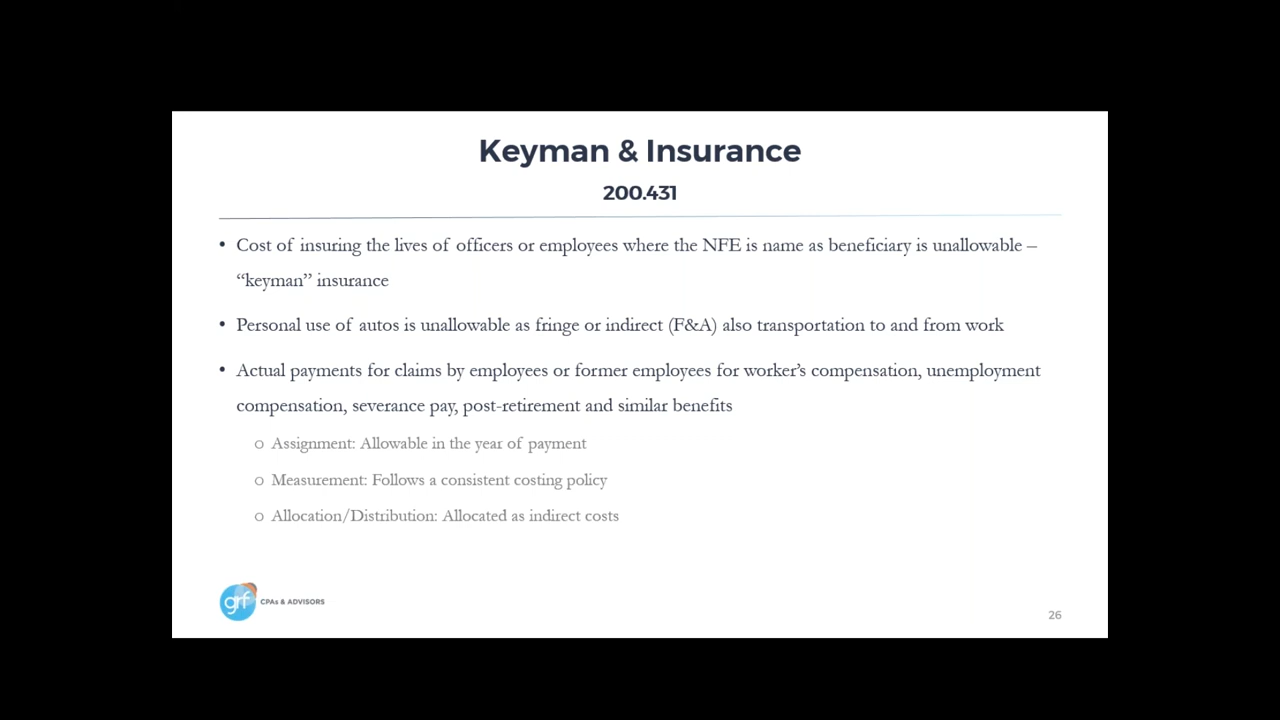 Keyman & Insurance
200.431
• Cost of insuring the lives of officers or employees where the NFE is name as beneficiary is unallowable –
“keyman” insurance
• Personal use of autos is unallowable as fringe or indirect (F&A) also transportation to and from work
• Actual payments for claims by employees or former employees for worker’s compensation, unemployment
compensation, severance pay, post-retirement and similar benefits
o Assignment: Allowable in the year of payment
o Measurement: Follows a consistent costing policy
o Allocation/Distribution: Allocated as indirect costs
grf CPAs & ADVISORS
26